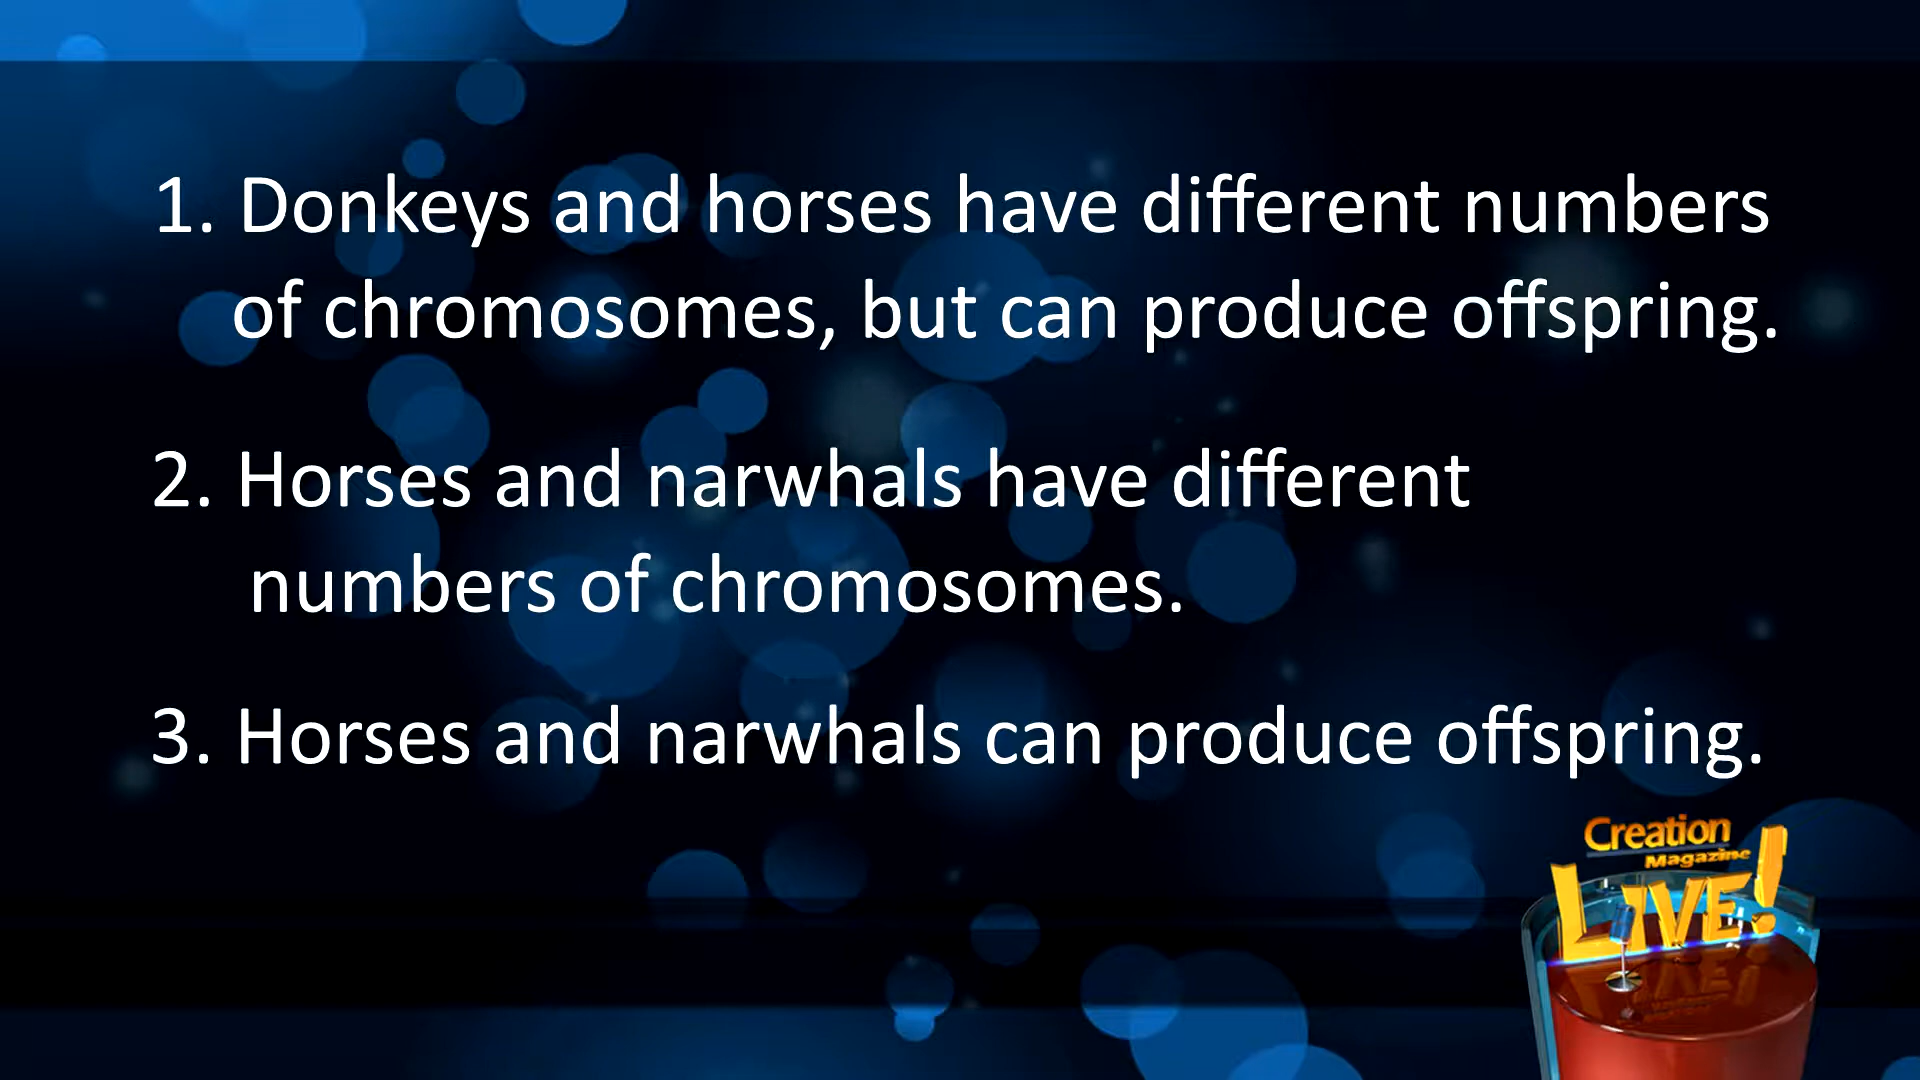 1. Donkeys and horses have different numbers
of chromosomes, but can produce offspring.
2. Horses and narwhals have different
numbers of chromosomes.
3. Horses and narwhals can produce offspring.
Creation
Magazine
LIVE!